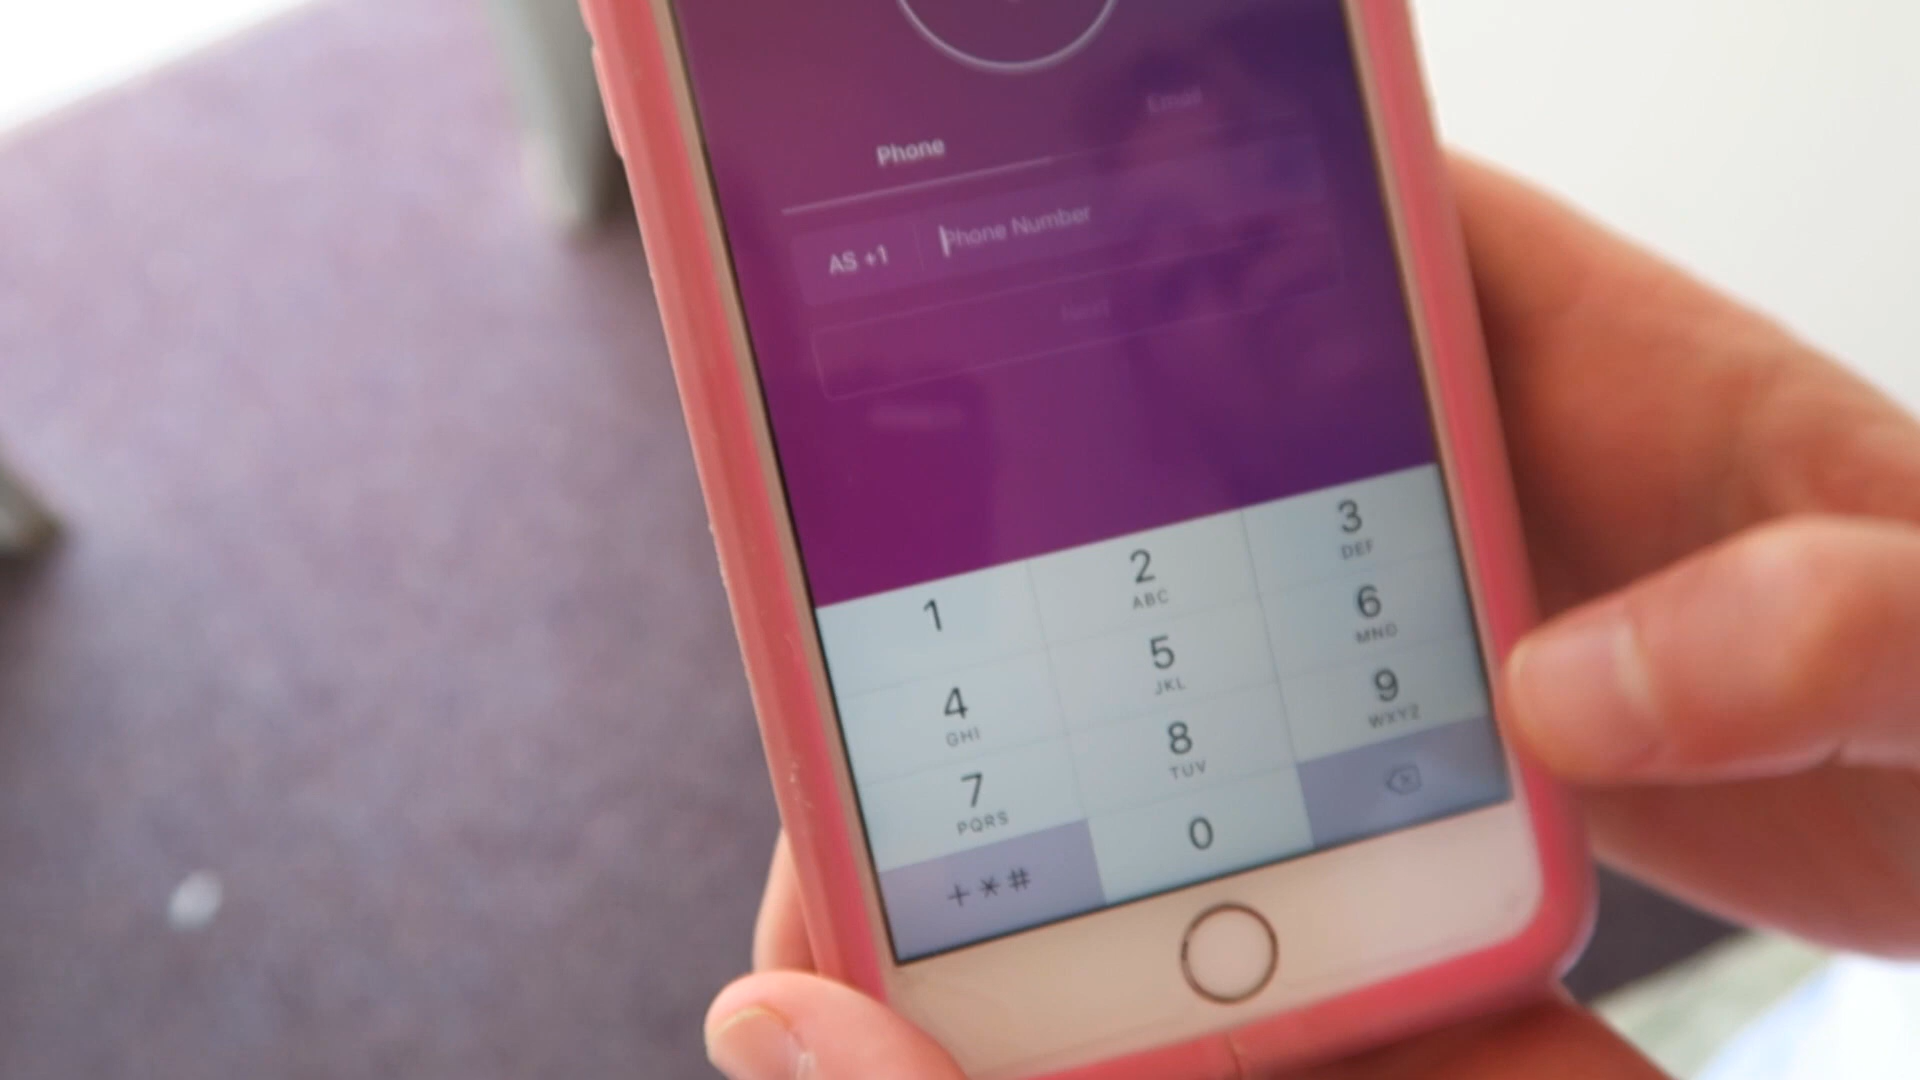 Email
Phone
AS +1
Phone Number
Next
1
2
ABC
3
DEF
4
GHI
5
JKL
6
MNO
7
PQRS
8
TUV
9
WXYZ
+*#
0